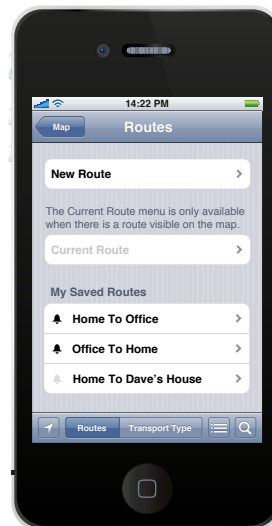 14:22 PM
Map
Routes
New Route
The Current Route menu is only available
when there is a route visible on the map.
Current Route
My Saved Routes
Home To Office
Office To Home
Home To Dave's House
Routes
Transport Type